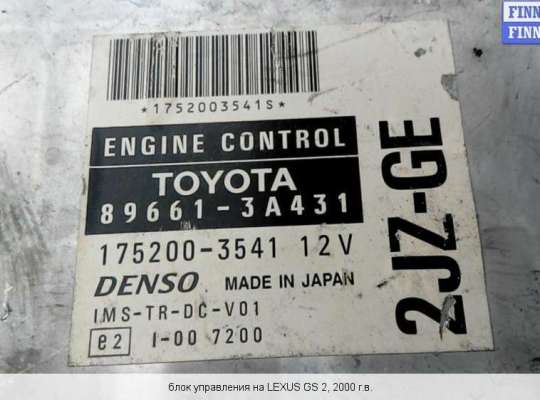 FINN
FINN
*1752003541S*
ENGINE CONTROL
TOYOTA
89661-3A431
175200-3541 12V
DENSO MADE IN JAPAN
IMS-TR-DC-V01
e2 I-00 7200
2JZ-GE
блок управления на LEXUS GS 2, 2000 г.в.